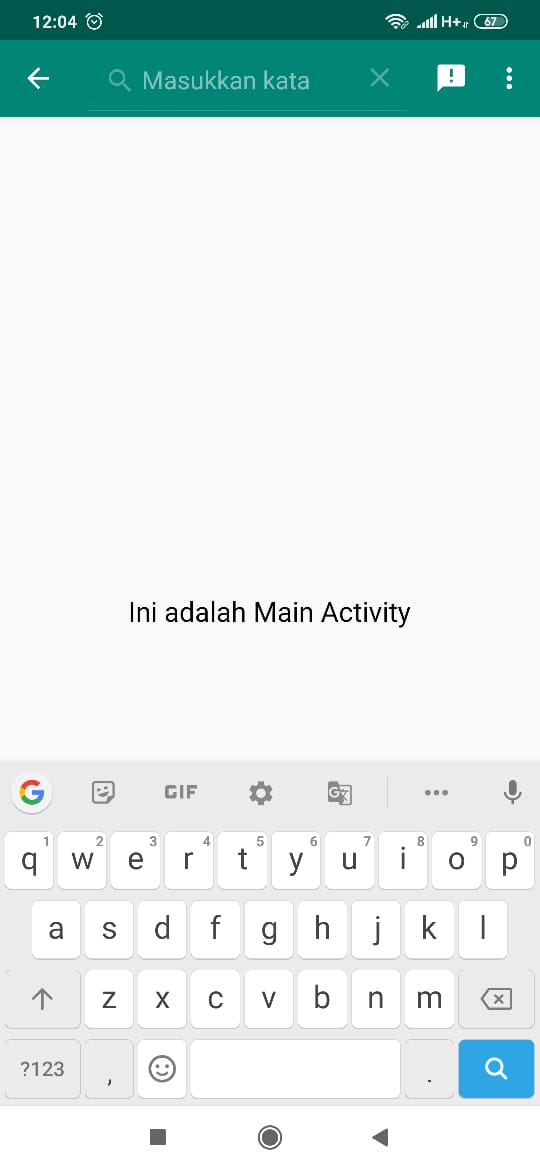 12:04 H+ 67
Masukkan kata
Ini adalah Main Activity
G GIF G
1 2 3 4 5 6 7 8 9 0
q w e r t y u i o p
a s d f g h j k l
z x c v b n m
?123 , .